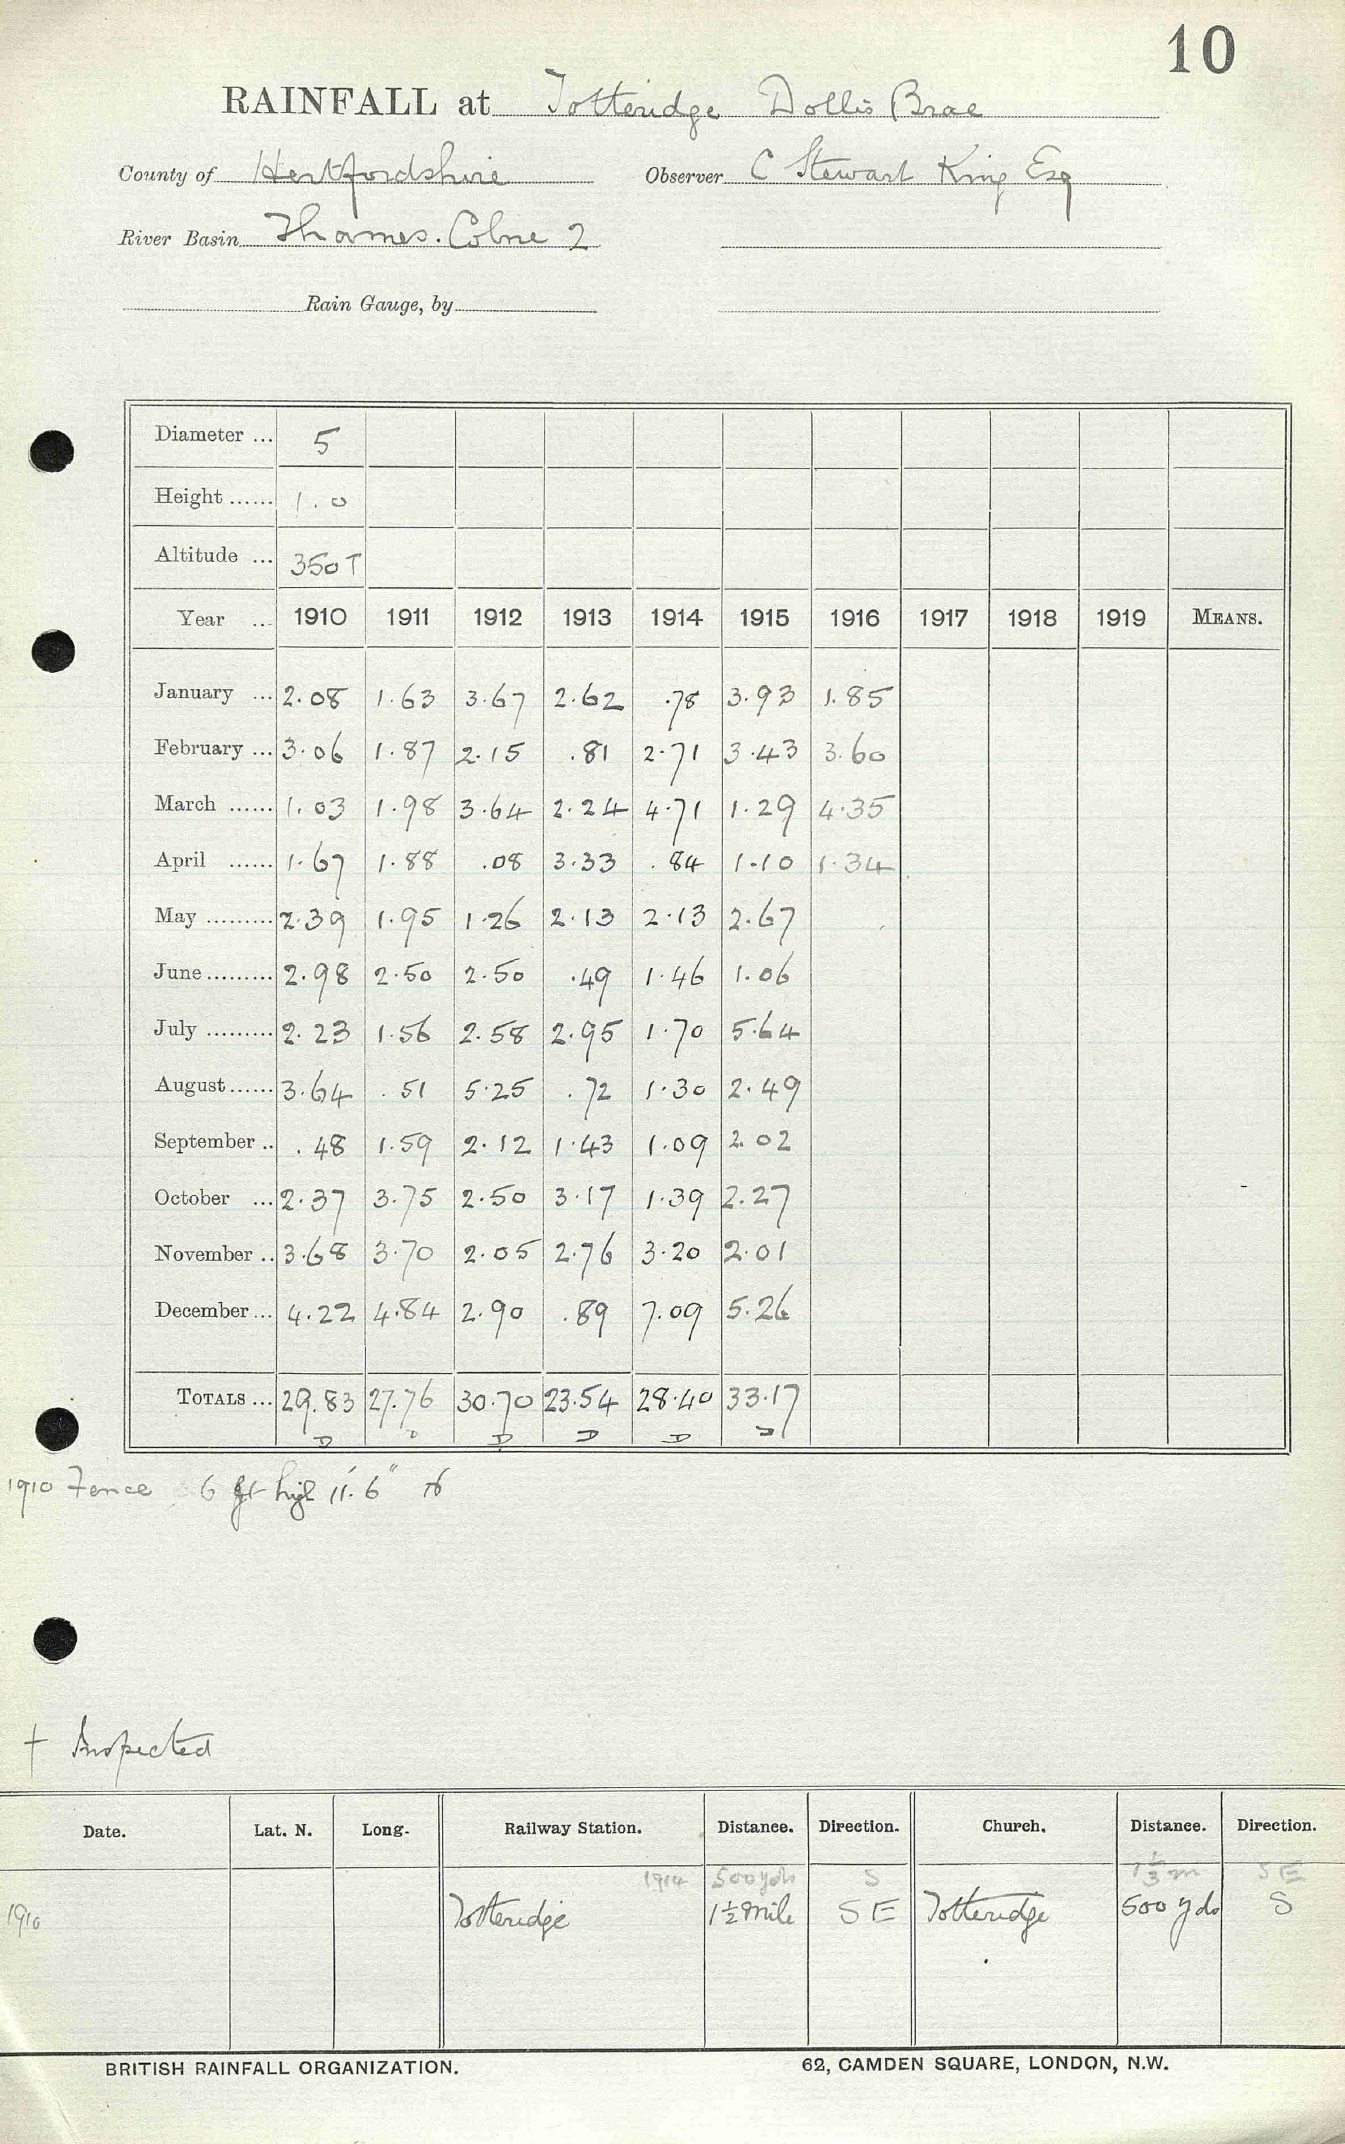 10
RAINFALL at Totteridge Dollis Brae
County of Hertfordshire Observer C Stewart King Esq
River Basin Thames. Colne 2
Rain Gauge, by
Diameter ... 5
Height ...... 1.0
Altitude ... 350 T
Year ... 1910 1911 1912 1913 1914 1915 1916 1917 1918 1919 MEANS.
January ... 2.08 1.63 3.67 2.62 .78 3.93 1.85
February ... 3.06 1.87 2.15 .81 2.71 3.43 3.60
March ...... 1.03 1.98 3.64 2.24 4.71 1.29 4.35
April ...... 1.67 1.88 .08 3.33 .84 1.10 1.34
May ......... 2.39 1.95 1.26 2.13 2.13 2.67
June ......... 2.98 2.50 2.50 .49 1.46 1.06
July ......... 2.23 1.56 2.58 2.95 1.70 5.64
August ...... 3.64 .51 5.25 .72 1.30 2.49
September .. .48 1.59 2.12 1.43 1.09 2.02
October ... 2.37 3.75 2.50 3.17 1.39 2.27
November .. 3.68 3.70 2.05 2.76 3.20 2.01
December ... 4.22 4.84 2.90 .89 7.09 5.26
TOTALS ... 29.83 27.76 30.70 23.54 28.40 33.17
D D D D D D
1910 Fence 6 ft high 11' 6"
† Inspected
Date. Lat. N. Long. Railway Station. Distance. Direction. Church. Distance. Direction.
1914 500 yds S 1 1/3 m SE
1910 Totteridge 1½ mile SE Totteridge 500 yds S
BRITISH RAINFALL ORGANIZATION. 62, CAMDEN SQUARE, LONDON, N.W.